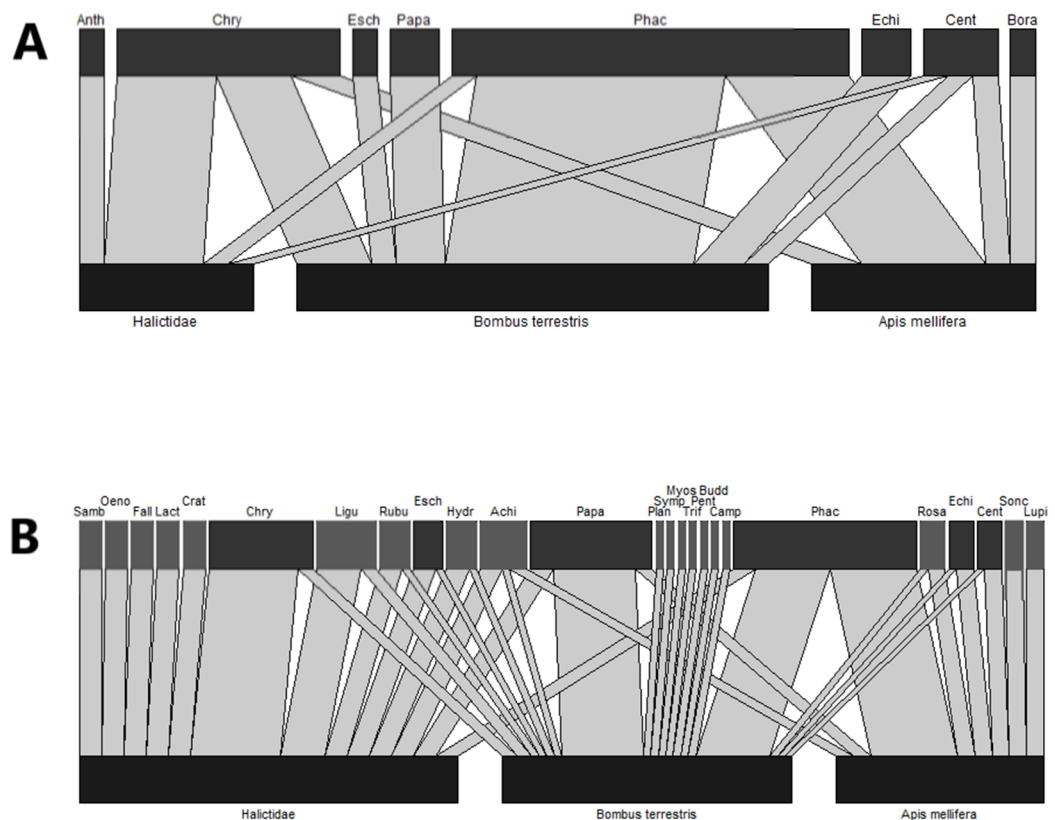 A
Anth Chry Esch Papa Phac Echi Cent Bora
Halictidae Bombus terrestris Apis mellifera
B
Myos Budd
Oeno Crat Esch Symp Pent Echi Sonc
Samb Fall Lact Chry Ligu Rubu Hydr Achi Papa Plan Trif Camp Phac Rosa Cent Lupi
Halictidae Bombus terrestris Apis mellifera